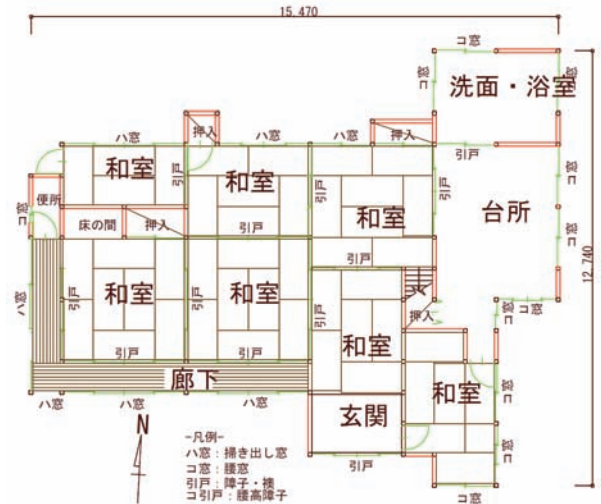 15.470
コ窓
コ窓
洗面・浴室
コ窓
押入
ハ窓
ハ窓
ハ窓
押入
引戸
コ窓
和室
引戸
和室
引戸
和室
引戸
台所
便所
コ窓
床の間
押入
引戸
引戸
コ窓
12.740
和室
引戸
和室
引戸
和室
押入
コ窓
ハ窓
引戸
引戸
コ窓
廊下
和室
コ窓
ハ窓
ハ窓
ハ窓
玄関
引戸
コ窓
コ窓
N
-凡例-
ハ窓：掃き出し窓
コ窓：腰窓
引戸：障子・襖
コ引戸：腰高障子